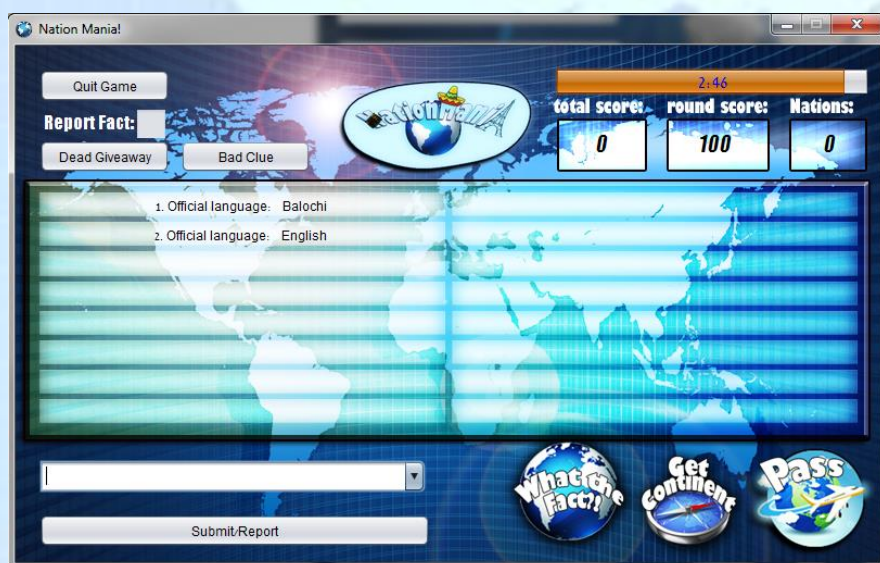 Nation Mania!
Quit Game
2:46
Report Fact:
NationManiA
total score:
round score:
Nations:
0
100
0
Dead Giveaway
Bad Clue
1. Official language: Balochi
2. Official language: English
What the
Fact?!
Get
Continent
Pass
Submit/Report